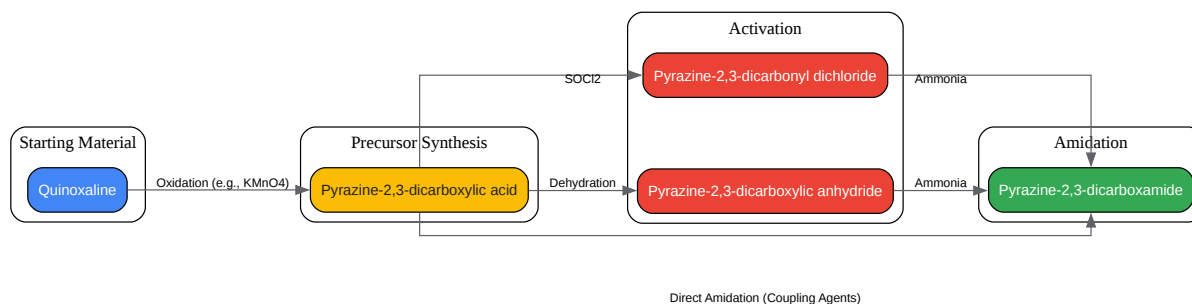 Activation
Pyrazine-2,3-dicarbonyl dichloride
SOCl2
Ammonia
Starting Material
Precursor Synthesis
Amidation
Quinoxaline
Oxidation (e.g., KMnO4)
Pyrazine-2,3-dicarboxylic acid
Dehydration
Pyrazine-2,3-dicarboxylic anhydride
Ammonia
Pyrazine-2,3-dicarboxamide
Direct Amidation (Coupling Agents)